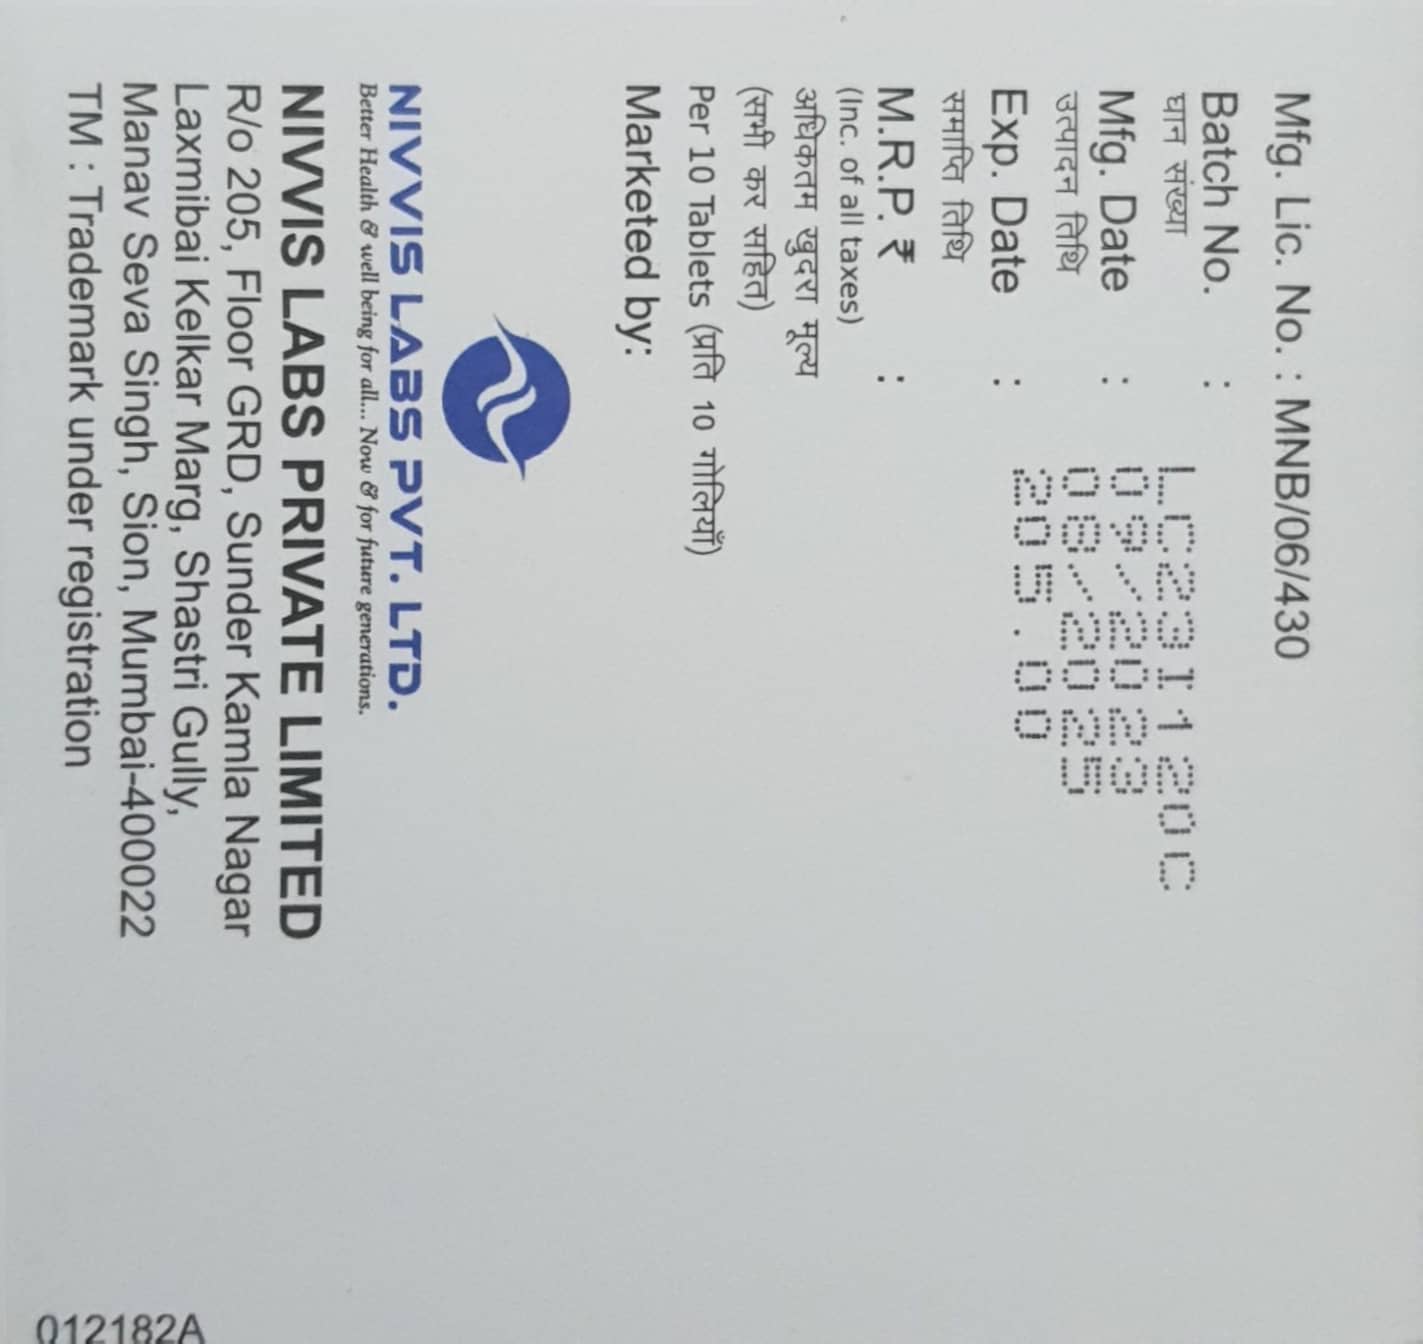 Mfg. Lic. No. : MNB/06/430
Batch No. :
घान संख्या
LC23I120C
Mfg. Date :
09/2023
उत्पादन तिथि
08/2025
Exp. Date :
205.00
समाप्ति तिथि
M.R.P. ₹ :
(Inc. of all taxes)
अधिकतम खुदरा मूल्य
(सभी कर सहित)
Per 10 Tablets (प्रति 10 गोलियाँ)
Marketed by:
NIVVIS LABS PVT. LTD.
Better Health & well being for all... Now & for future generations.
NIVVIS LABS PRIVATE LIMITED
R/o 205, Floor GRD, Sunder Kamla Nagar
Laxmibai Kelkar Marg, Shastri Gully,
Manav Seva Singh, Sion, Mumbai-400022
TM : Trademark under registration
012182A